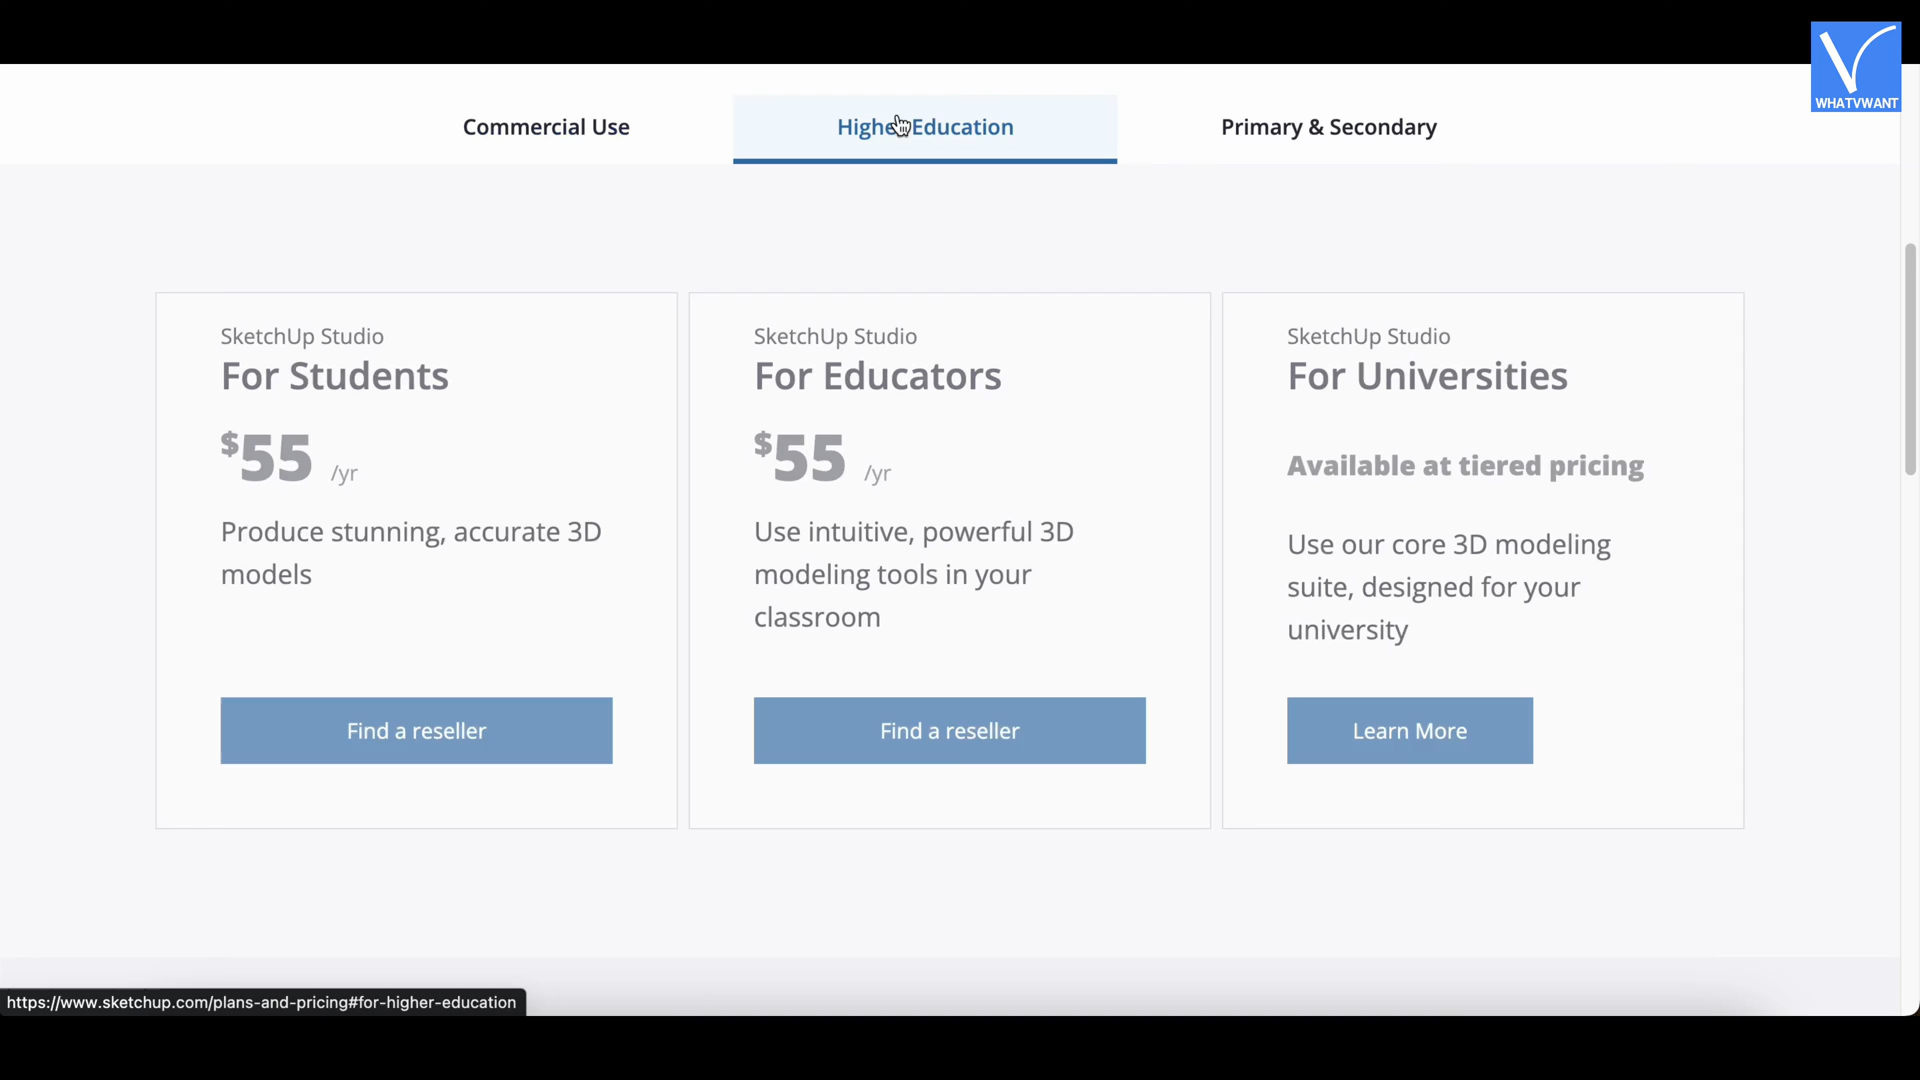 WHATVWANT
Commercial Use
Higher Education
Primary & Secondary
SketchUp Studio
For Students
$55 /yr
Produce stunning, accurate 3D
models
Find a reseller
SketchUp Studio
For Educators
$55 /yr
Use intuitive, powerful 3D
modeling tools in your
classroom
Find a reseller
SketchUp Studio
For Universities
Available at tiered pricing
Use our core 3D modeling
suite, designed for your
university
Learn More
https://www.sketchup.com/plans-and-pricing#for-higher-education